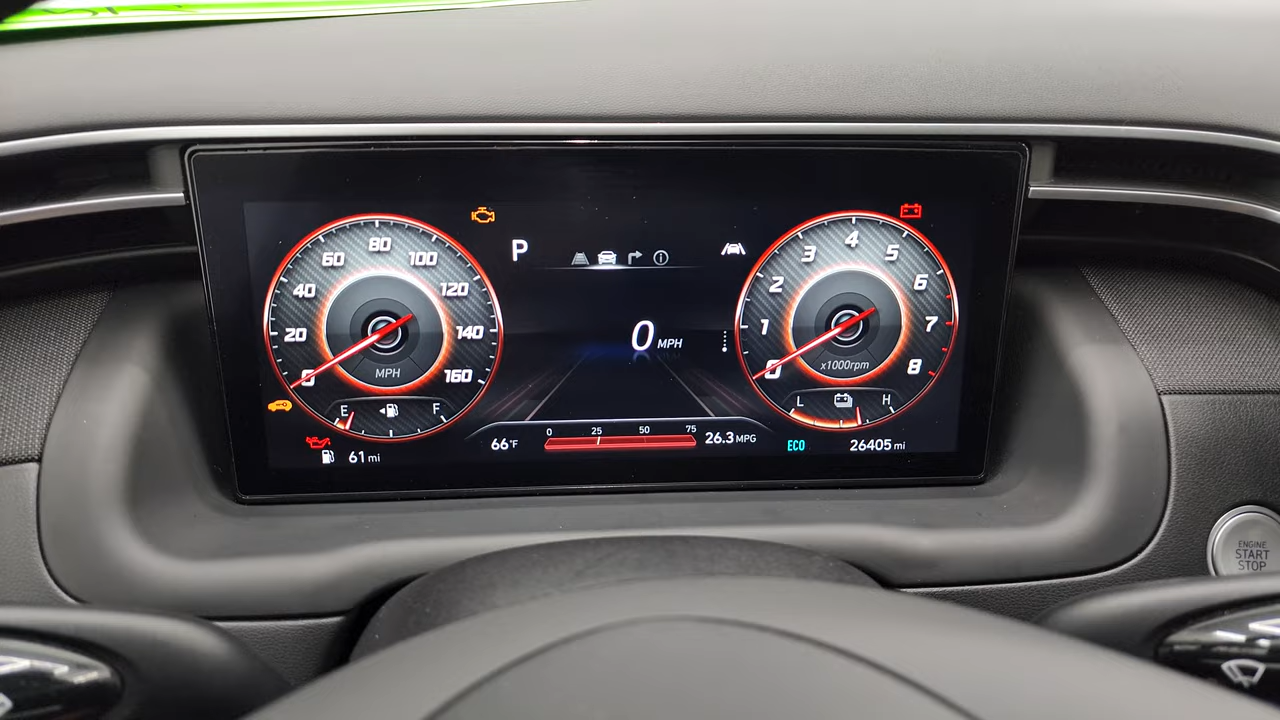 80
60
100
40
120
20
140
0
160
MPH
E
F
61 mi
P
0 MPH
0 25 50 75
66°F
26.3 MPG
4
3
5
2
6
1
7
0
8
x1000rpm
L
H
ECO
26405 mi
ENGINE
START
STOP